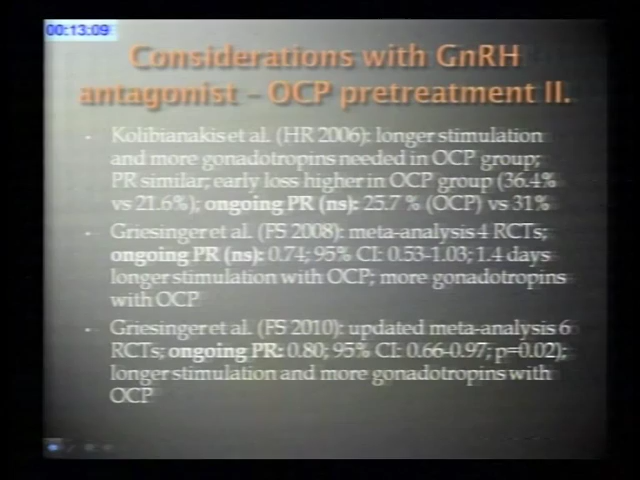 00:13:09
Considerations with GnRH
antagonist – OCP pretreatment II.
Kolibianakis et al. (HR 2006): longer stimulation
and more gonadotropins needed in OCP group;
PR similar; early loss higher in OCP group (36.4%
vs 21.6%); ongoing PR (ns): 25.7 % (OCP) vs 31%
Griesinger et al. (FS 2008): meta-analysis 4 RCTs;
ongoing PR (ns): 0.74; 95% CI: 0.53-1.03; 1.4 days
longer stimulation with OCP; more gonadotropins
with OCP
Griesinger et al. (FS 2010): updated meta-analysis 6
RCTs; ongoing PR: 0.80; 95% CI: 0.66-0.97; p=0.02);
longer stimulation and more gonadotropins with
OCP